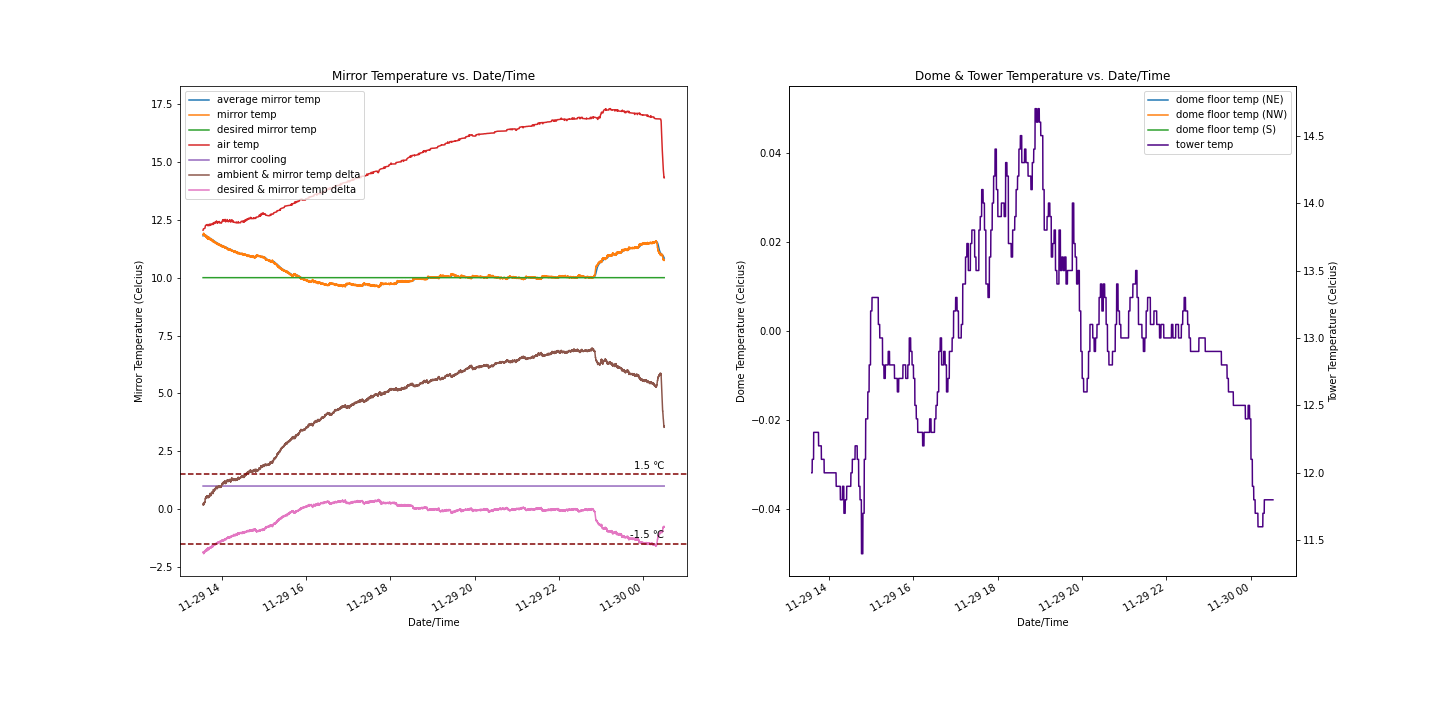 Mirror Temperature vs. Date/Time
Mirror Temperature (Celcius)
17.5
15.0
12.5
10.0
7.5
5.0
2.5
0.0
−2.5
average mirror temp
mirror temp
desired mirror temp
air temp
mirror cooling
ambient & mirror temp delta
desired & mirror temp delta
1.5 °C
-1.5 °C
11-29 14
11-29 16
11-29 18
11-29 20
11-29 22
11-30 00
Date/Time
Dome & Tower Temperature vs. Date/Time
Dome Temperature (Celcius)
0.04
0.02
0.00
−0.02
−0.04
dome floor temp (NE)
dome floor temp (NW)
dome floor temp (S)
tower temp
14.5
14.0
13.5
13.0
12.5
12.0
11.5
Tower Temperature (Celcius)
11-29 14
11-29 16
11-29 18
11-29 20
11-29 22
11-30 00
Date/Time